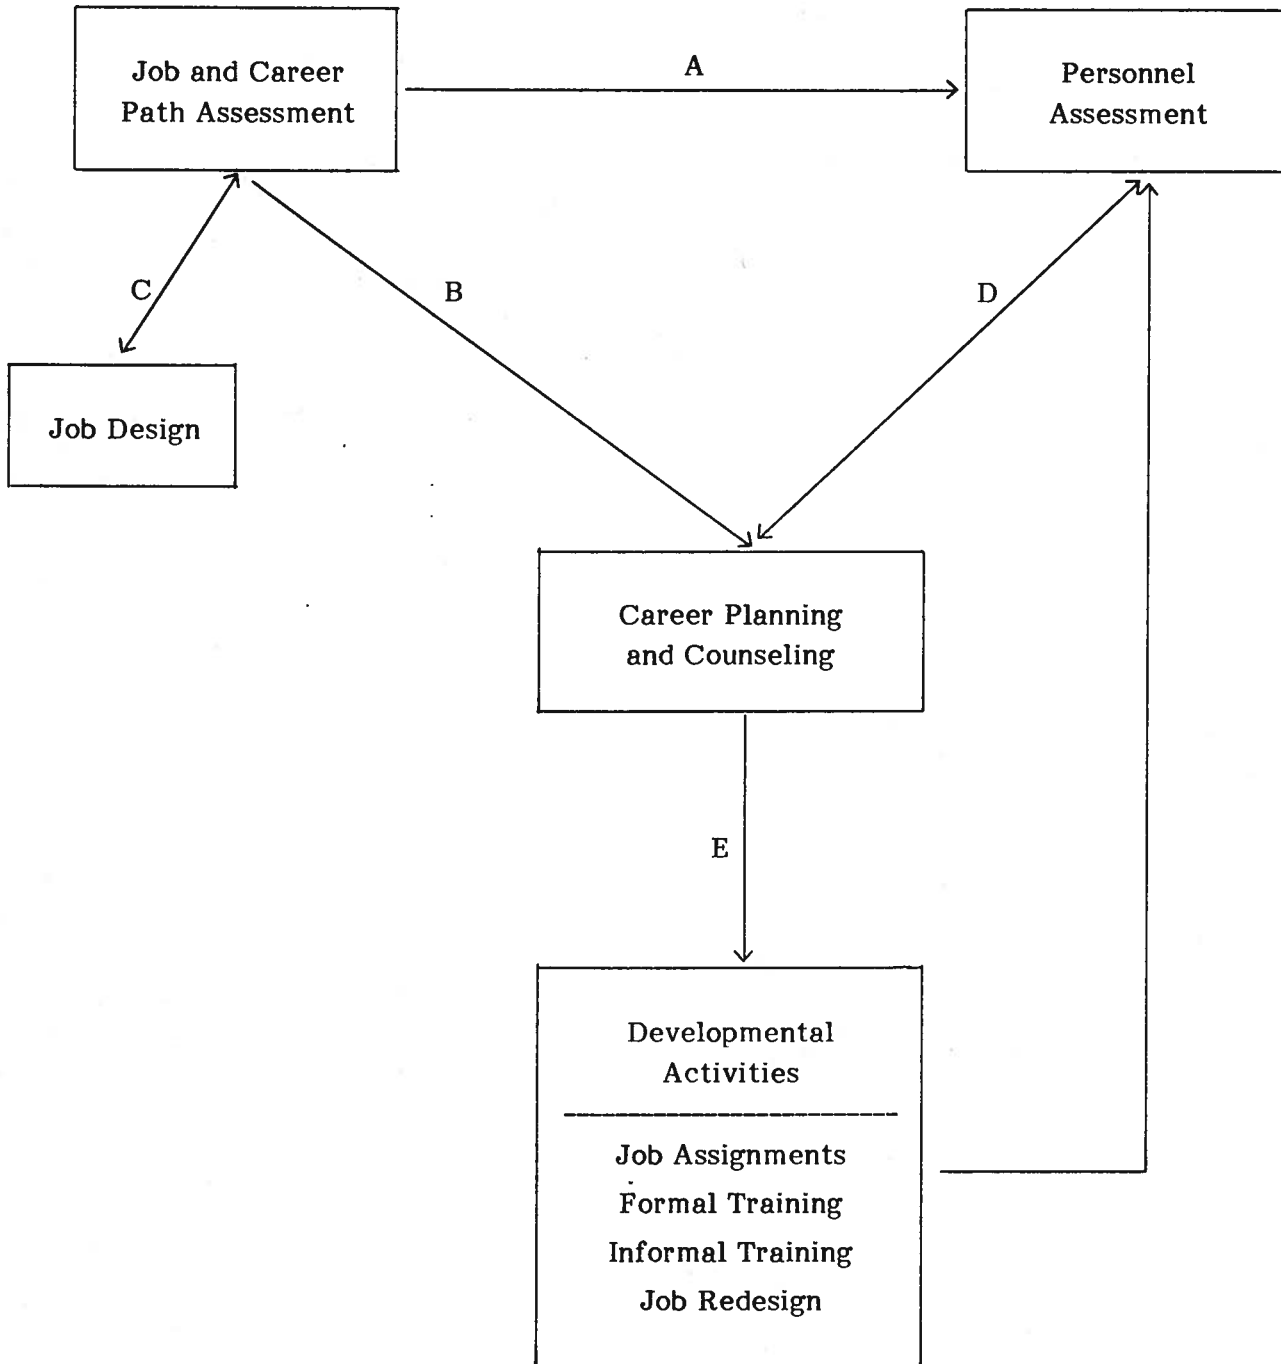 Job and Career
Path Assessment
A
Personnel
Assessment
C
B
D
Job Design
Career Planning
and Counseling
E
Developmental
Activities
Job Assignments
Formal Training
Informal Training
Job Redesign